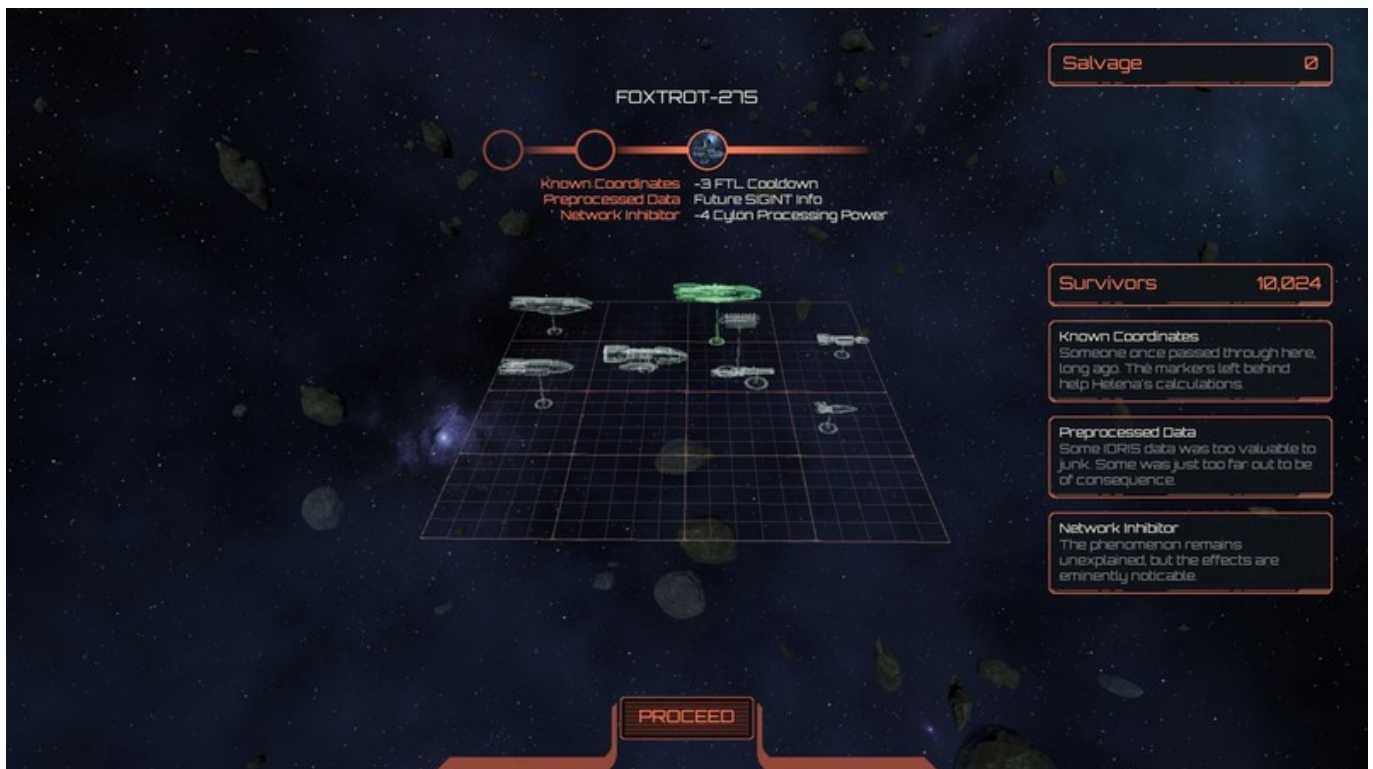 Salvage 0
FOXTROT-275
Known Coordinates -3 FTL Cooldown
Preprocessed Data Future SIGINT Info
Network Inhibitor -4 Cylon Processing Power
Survivors 10,024
Known Coordinates
Someone once passed through here,
long ago. The markers left behind
help Helena's calculations.
Preprocessed Data
Some IDRIS data was too valuable to
junk. Some was just too far out to be
of consequence.
Network Inhibitor
The phenomenon remains
unexplained, but the effects are
eminently noticable.
PROCEED